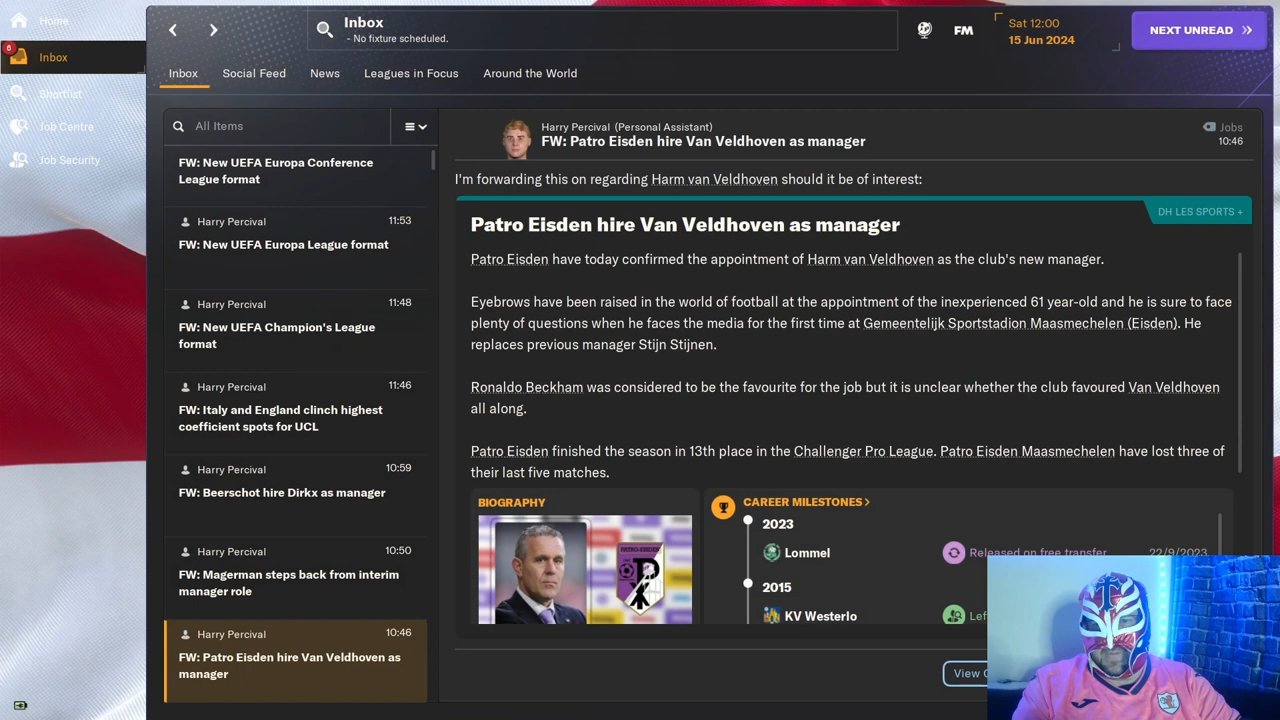 Home
6
Inbox
Shortlist
Job Centre
Job Security
Inbox
- No fixture scheduled.
FM
Sat 12:00
15 Jun 2024
NEXT UNREAD
Inbox
Social Feed
News
Leagues in Focus
Around the World
All Items
FW: New UEFA Europa Conference
League format
Harry Percival
11:53
FW: New UEFA Europa League format
Harry Percival
11:48
FW: New UEFA Champion's League
format
Harry Percival
11:46
FW: Italy and England clinch highest
coefficient spots for UCL
Harry Percival
10:59
FW: Beerschot hire Dirkx as manager
Harry Percival
10:50
FW: Magerman steps back from interim
manager role
Harry Percival
10:46
FW: Patro Eisden hire Van Veldhoven as
manager
Harry Percival (Personal Assistant)
FW: Patro Eisden hire Van Veldhoven as manager
Jobs
10:46
I'm forwarding this on regarding Harm van Veldhoven should it be of interest:
DH LES SPORTS +
Patro Eisden hire Van Veldhoven as manager
Patro Eisden have today confirmed the appointment of Harm van Veldhoven as the club's new manager.
Eyebrows have been raised in the world of football at the appointment of the inexperienced 61 year-old and he is sure to face
plenty of questions when he faces the media for the first time at Gemeentelijk Sportstadion Maasmechelen (Eisden). He
replaces previous manager Stijn Stijnen.
Ronaldo Beckham was considered to be the favourite for the job but it is unclear whether the club favoured Van Veldhoven
all along.
Patro Eisden finished the season in 13th place in the Challenger Pro League. Patro Eisden Maasmechelen have lost three of
their last five matches.
BIOGRAPHY
PATRO-EISDEN
CAREER MILESTONES >
2023
Lommel
Released on free transfer
22/9/2023
2015
KV Westerlo
Left
View